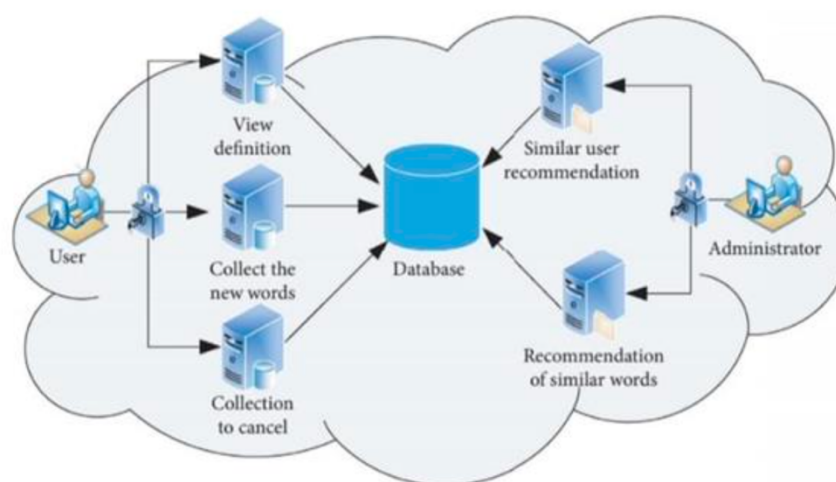 View
definition
Similar user
recommendation
User
Collect the
new words
Database
Administrator
Collection
to cancel
Recommendation
of similar words